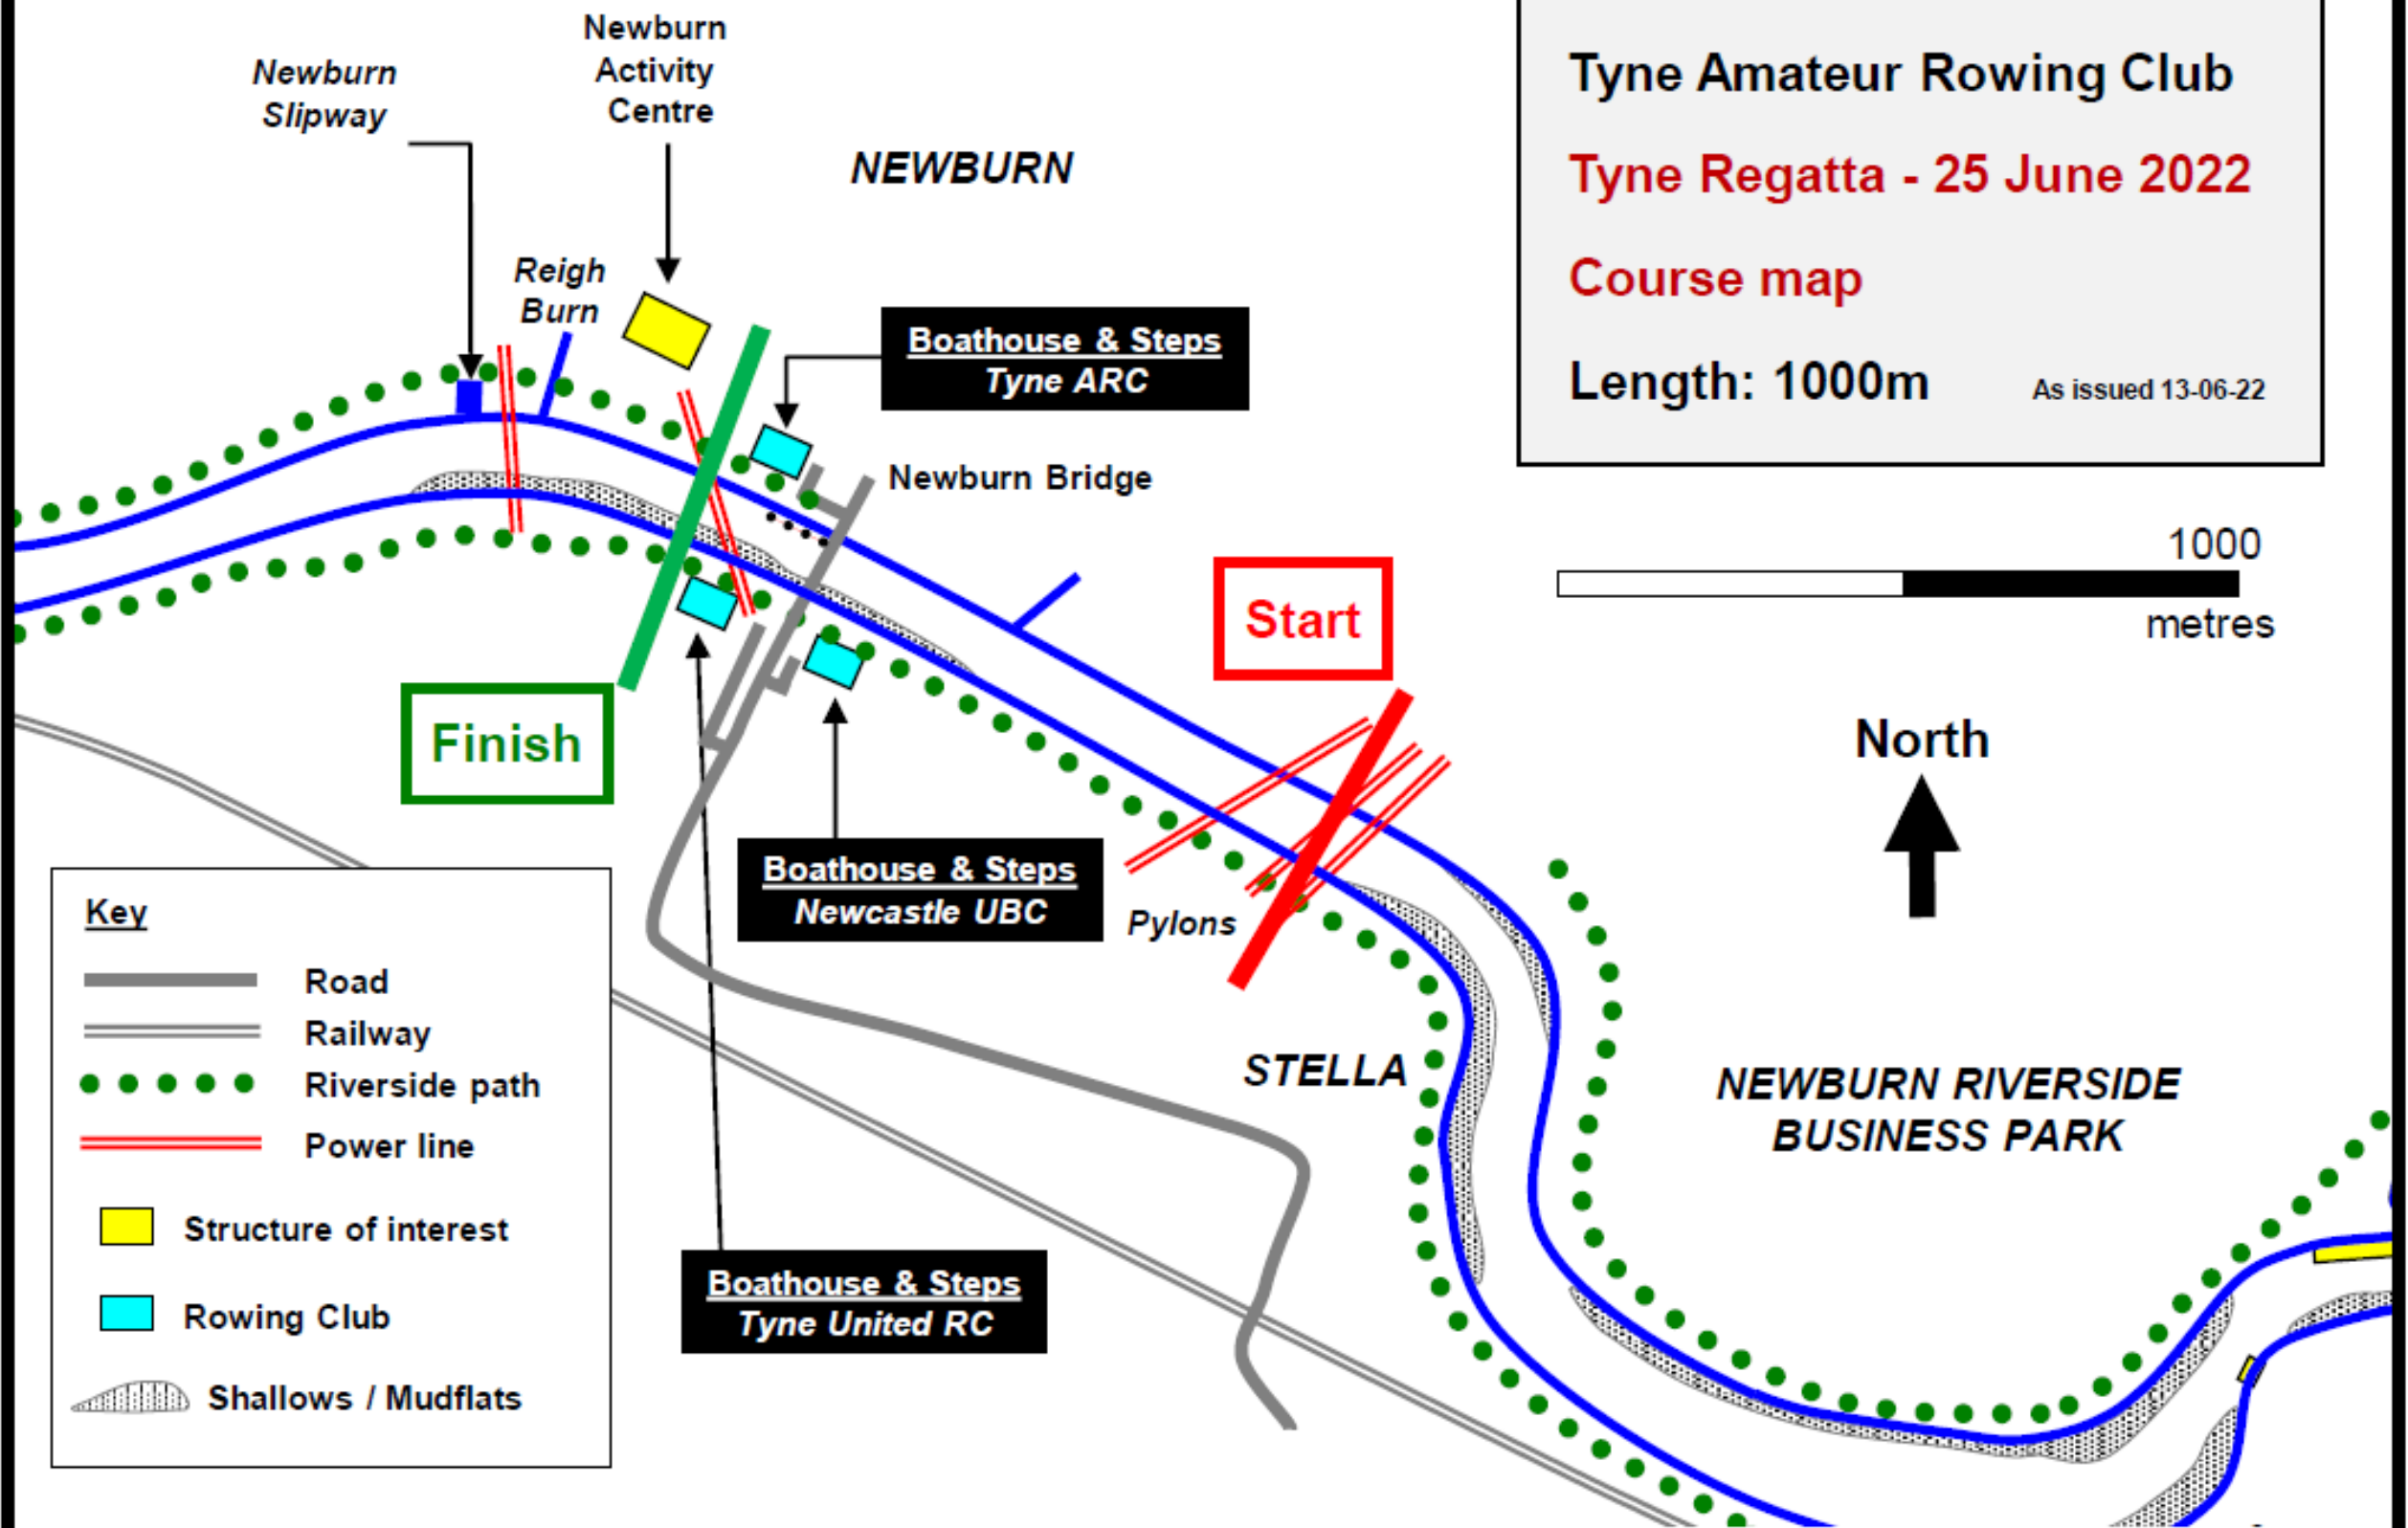 Newburn
Slipway
Newburn
Activity
Centre
NEWBURN
Tyne Amateur Rowing Club
Tyne Regatta - 25 June 2022
Course map
Length: 1000m
As issued 13-06-22
Reigh
Burn
Boathouse & Steps
Tyne ARC
Newburn Bridge
1000
metres
Start
Finish
North
Boathouse & Steps
Newcastle UBC
Pylons
Key
Road
Railway
Riverside path
Power line
Structure of interest
Rowing Club
Shallows / Mudflats
STELLA
NEWBURN RIVERSIDE
BUSINESS PARK
Boathouse & Steps
Tyne United RC